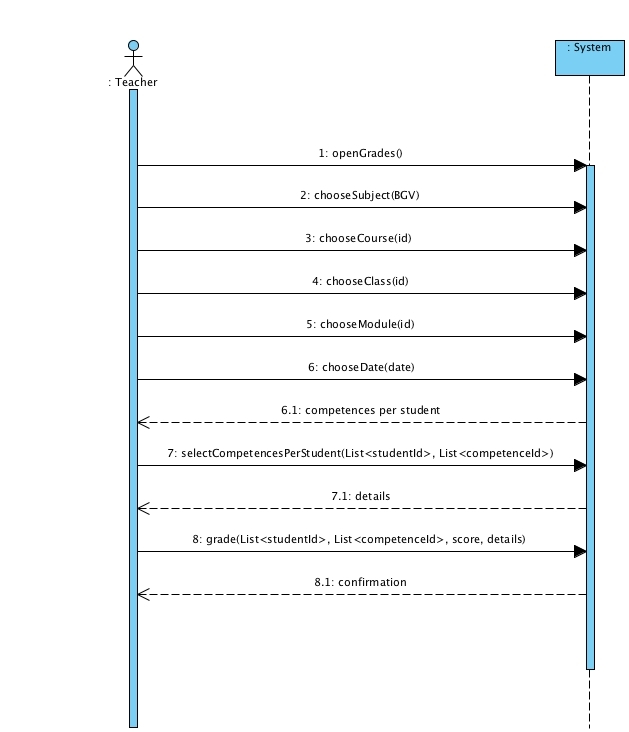 : System
: Teacher
1: openGrades()
2: chooseSubject(BGV)
3: chooseCourse(id)
4: chooseClass(id)
5: chooseModule(id)
6: chooseDate(date)
6.1: competences per student
7: selectCompetencesPerStudent(List<studentId>, List<competenceId>)
7.1: details
8: grade(List<studentId>, List<competenceId>, score, details)
8.1: confirmation